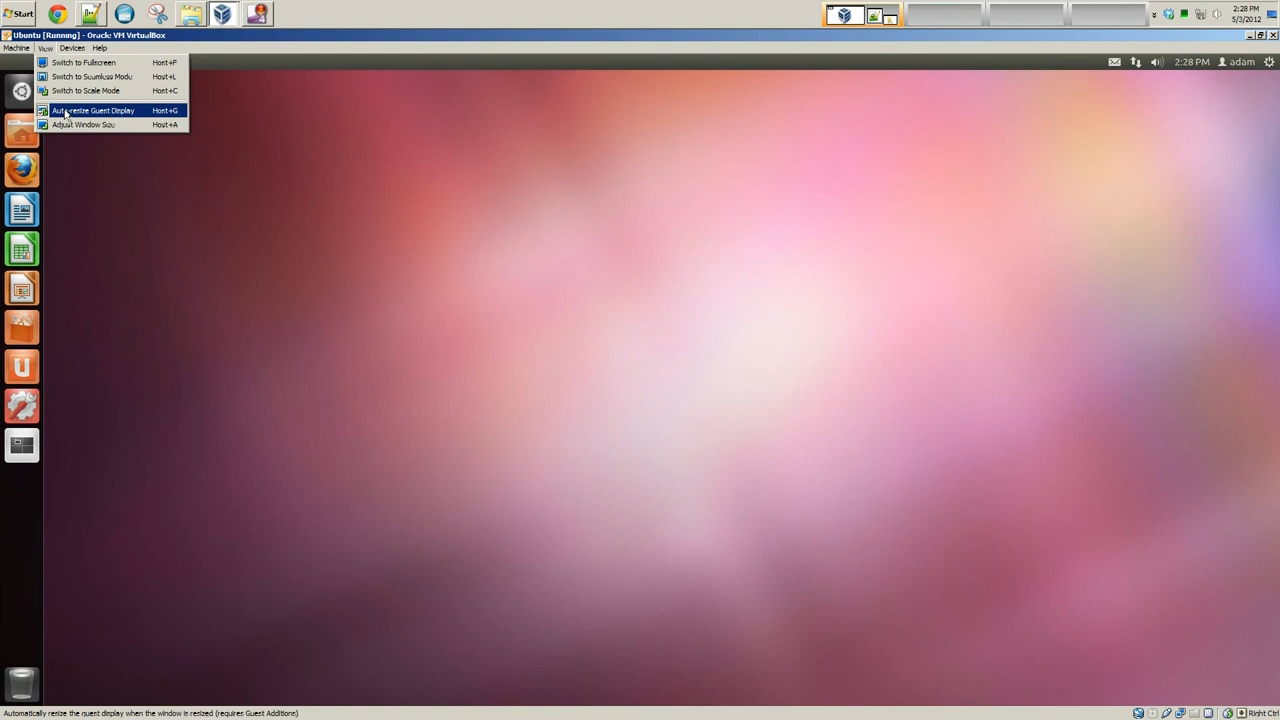 Start
2:28 PM
5/3/2012
Ubuntu [Running] - Oracle VM VirtualBox
Machine View Devices Help
Switch to Fullscreen Host+F
Switch to Seamless Mode Host+L
Switch to Scale Mode Host+C
Auto-resize Guest Display Host+G
Adjust Window Size Host+A
2:28 PM adam
Automatically resize the guest display when the window is resized (requires Guest Additions)
Right Ctrl